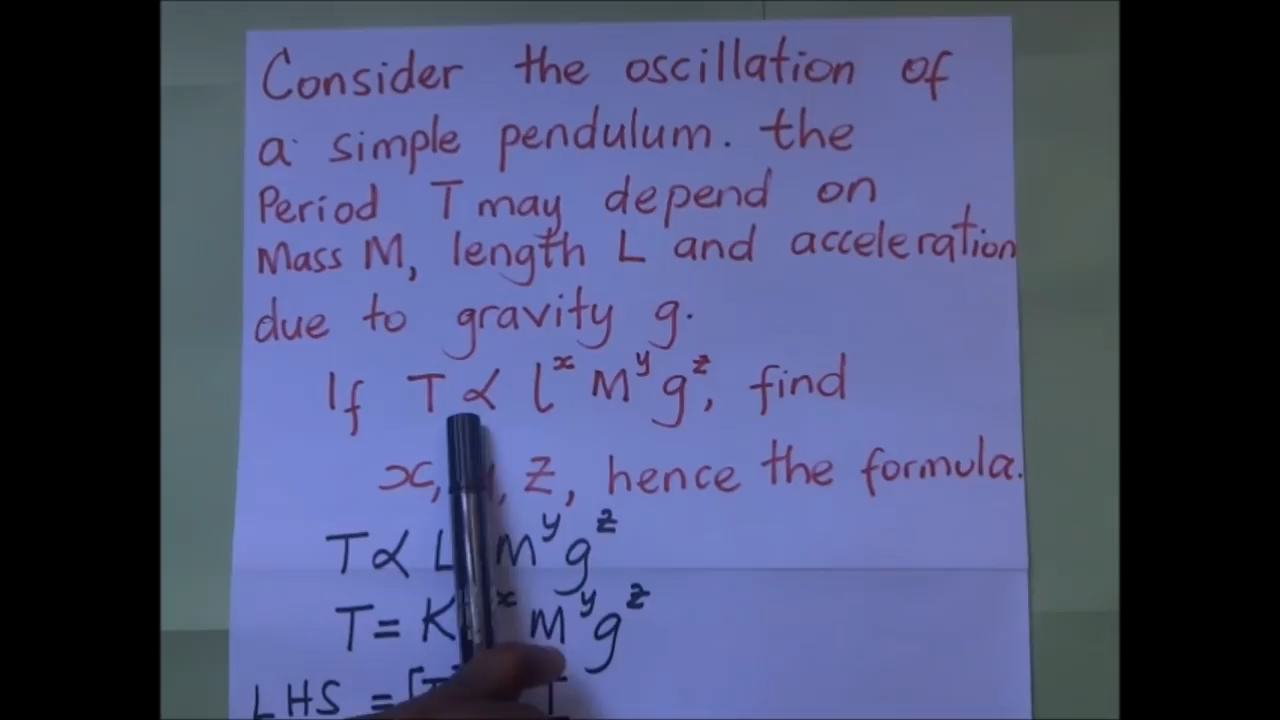 Consider the oscillation of
a simple pendulum. the
Period T may depend on
Mass M, length L and acceleration
due to gravity g.
If T ∝ l^x M^y g^z, find
x, , z, hence the formula.
T ∝ L M^y g^z
T = K ^x M^y g^z
LHS = [T] T